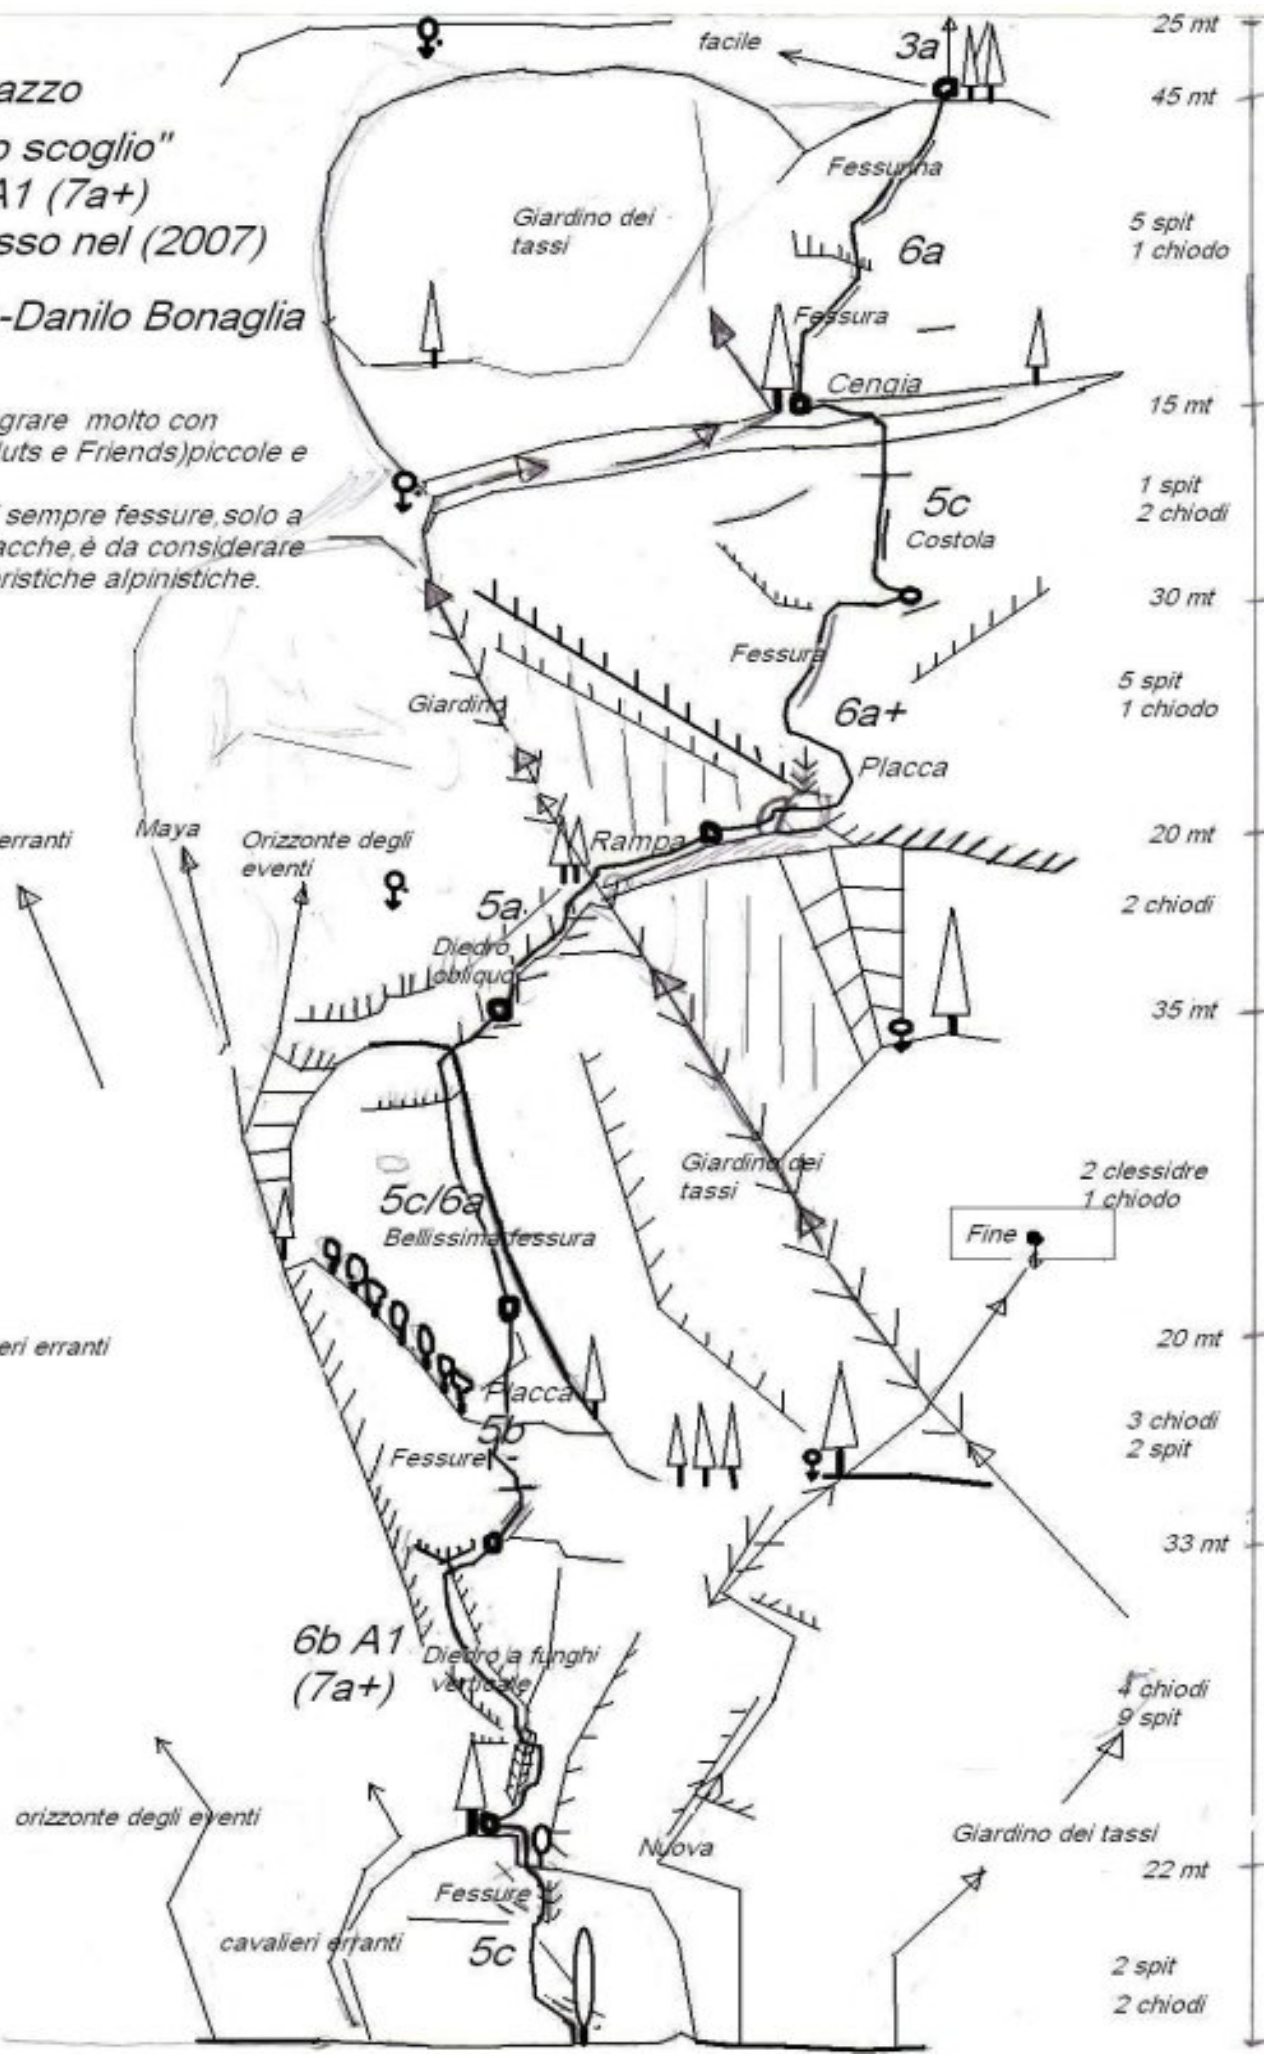 azzo
o scoglio"
A1 (7a+)
sso nel (2007)
-Danilo Bonaglia
grare molto con
luts e Friends)piccole e
sempre fessure,solo a
acche,è da considerare
ristiche alpinistiche.
25 mt
facile
3a
45 mt
Fessurina
Giardino dei
tassi
6a
5 spit
1 chiodo
Fessura
Cengia
15 mt
5c
Costola
1 spit
2 chiodi
30 mt
Fessura
Giardino
6a+
Placca
5 spit
1 chiodo
erranti
Maya
Orizzonte degli
eventi
Rampa
20 mt
5a
Diedro
obliquo
2 chiodi
35 mt
Giardino dei
tassi
2 clessidre
1 chiodo
5c/6a
Bellissima fessura
Fine
eri erranti
20 mt
Placca
5b
Fessure
3 chiodi
2 spit
33 mt
6b A1
(7a+)
Diedro a funghi
verticale
4 chiodi
9 spit
orizzonte degli eventi
Nuova
Giardino dei tassi
22 mt
Fessure
cavalieri erranti
5c
2 spit
2 chiodi